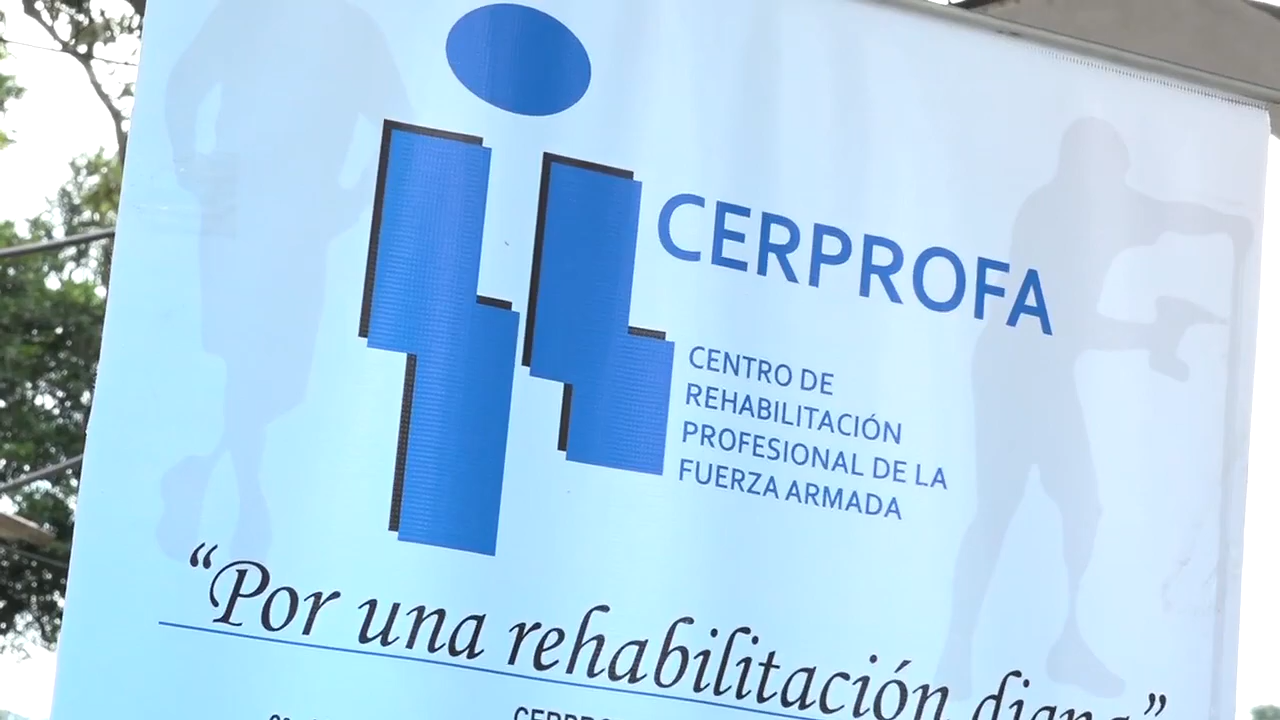 CERPROFA
CENTRO DE
REHABILITACIÓN
PROFESIONAL DE LA
FUERZA ARMADA
“Por una rehabilitación digna”